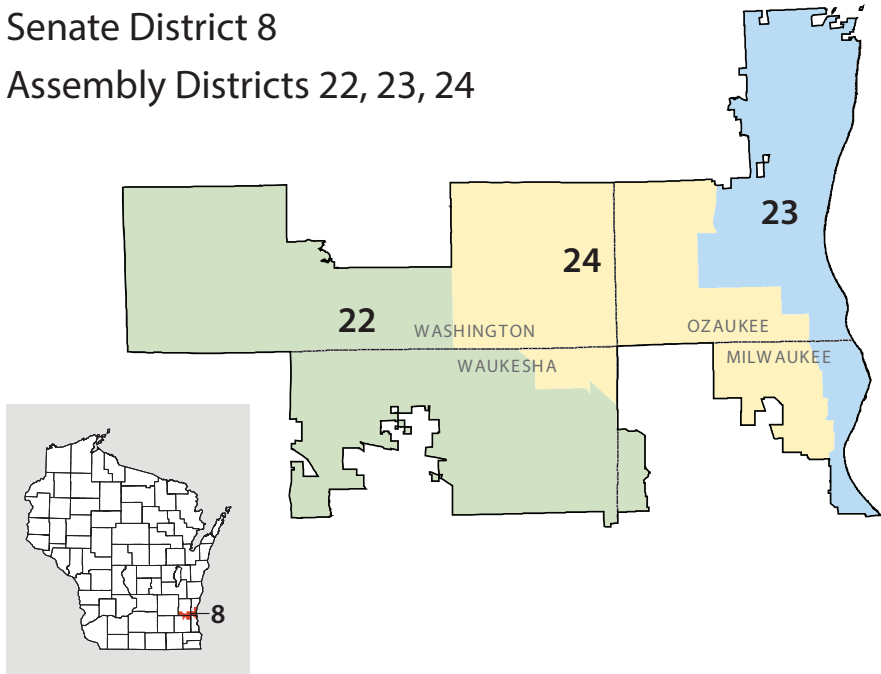 Senate District 8
Assembly Districts 22, 23, 24
23
24
22
WASHINGTON
OZAUKEE
WAUKESHA
MILWAUKEE
8